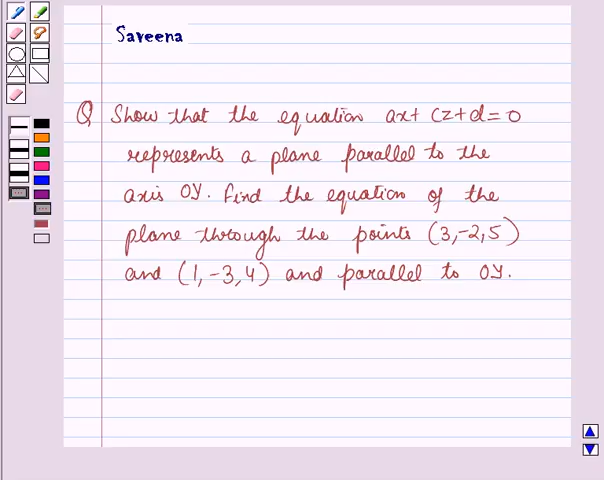 Saveena
Q Show that the equation ax+ cz+d=0
represents a plane parallel to the
axis OY. Find the equation of the
plane through the points (3,-2,5)
and (1,-3,4) and parallel to OY.